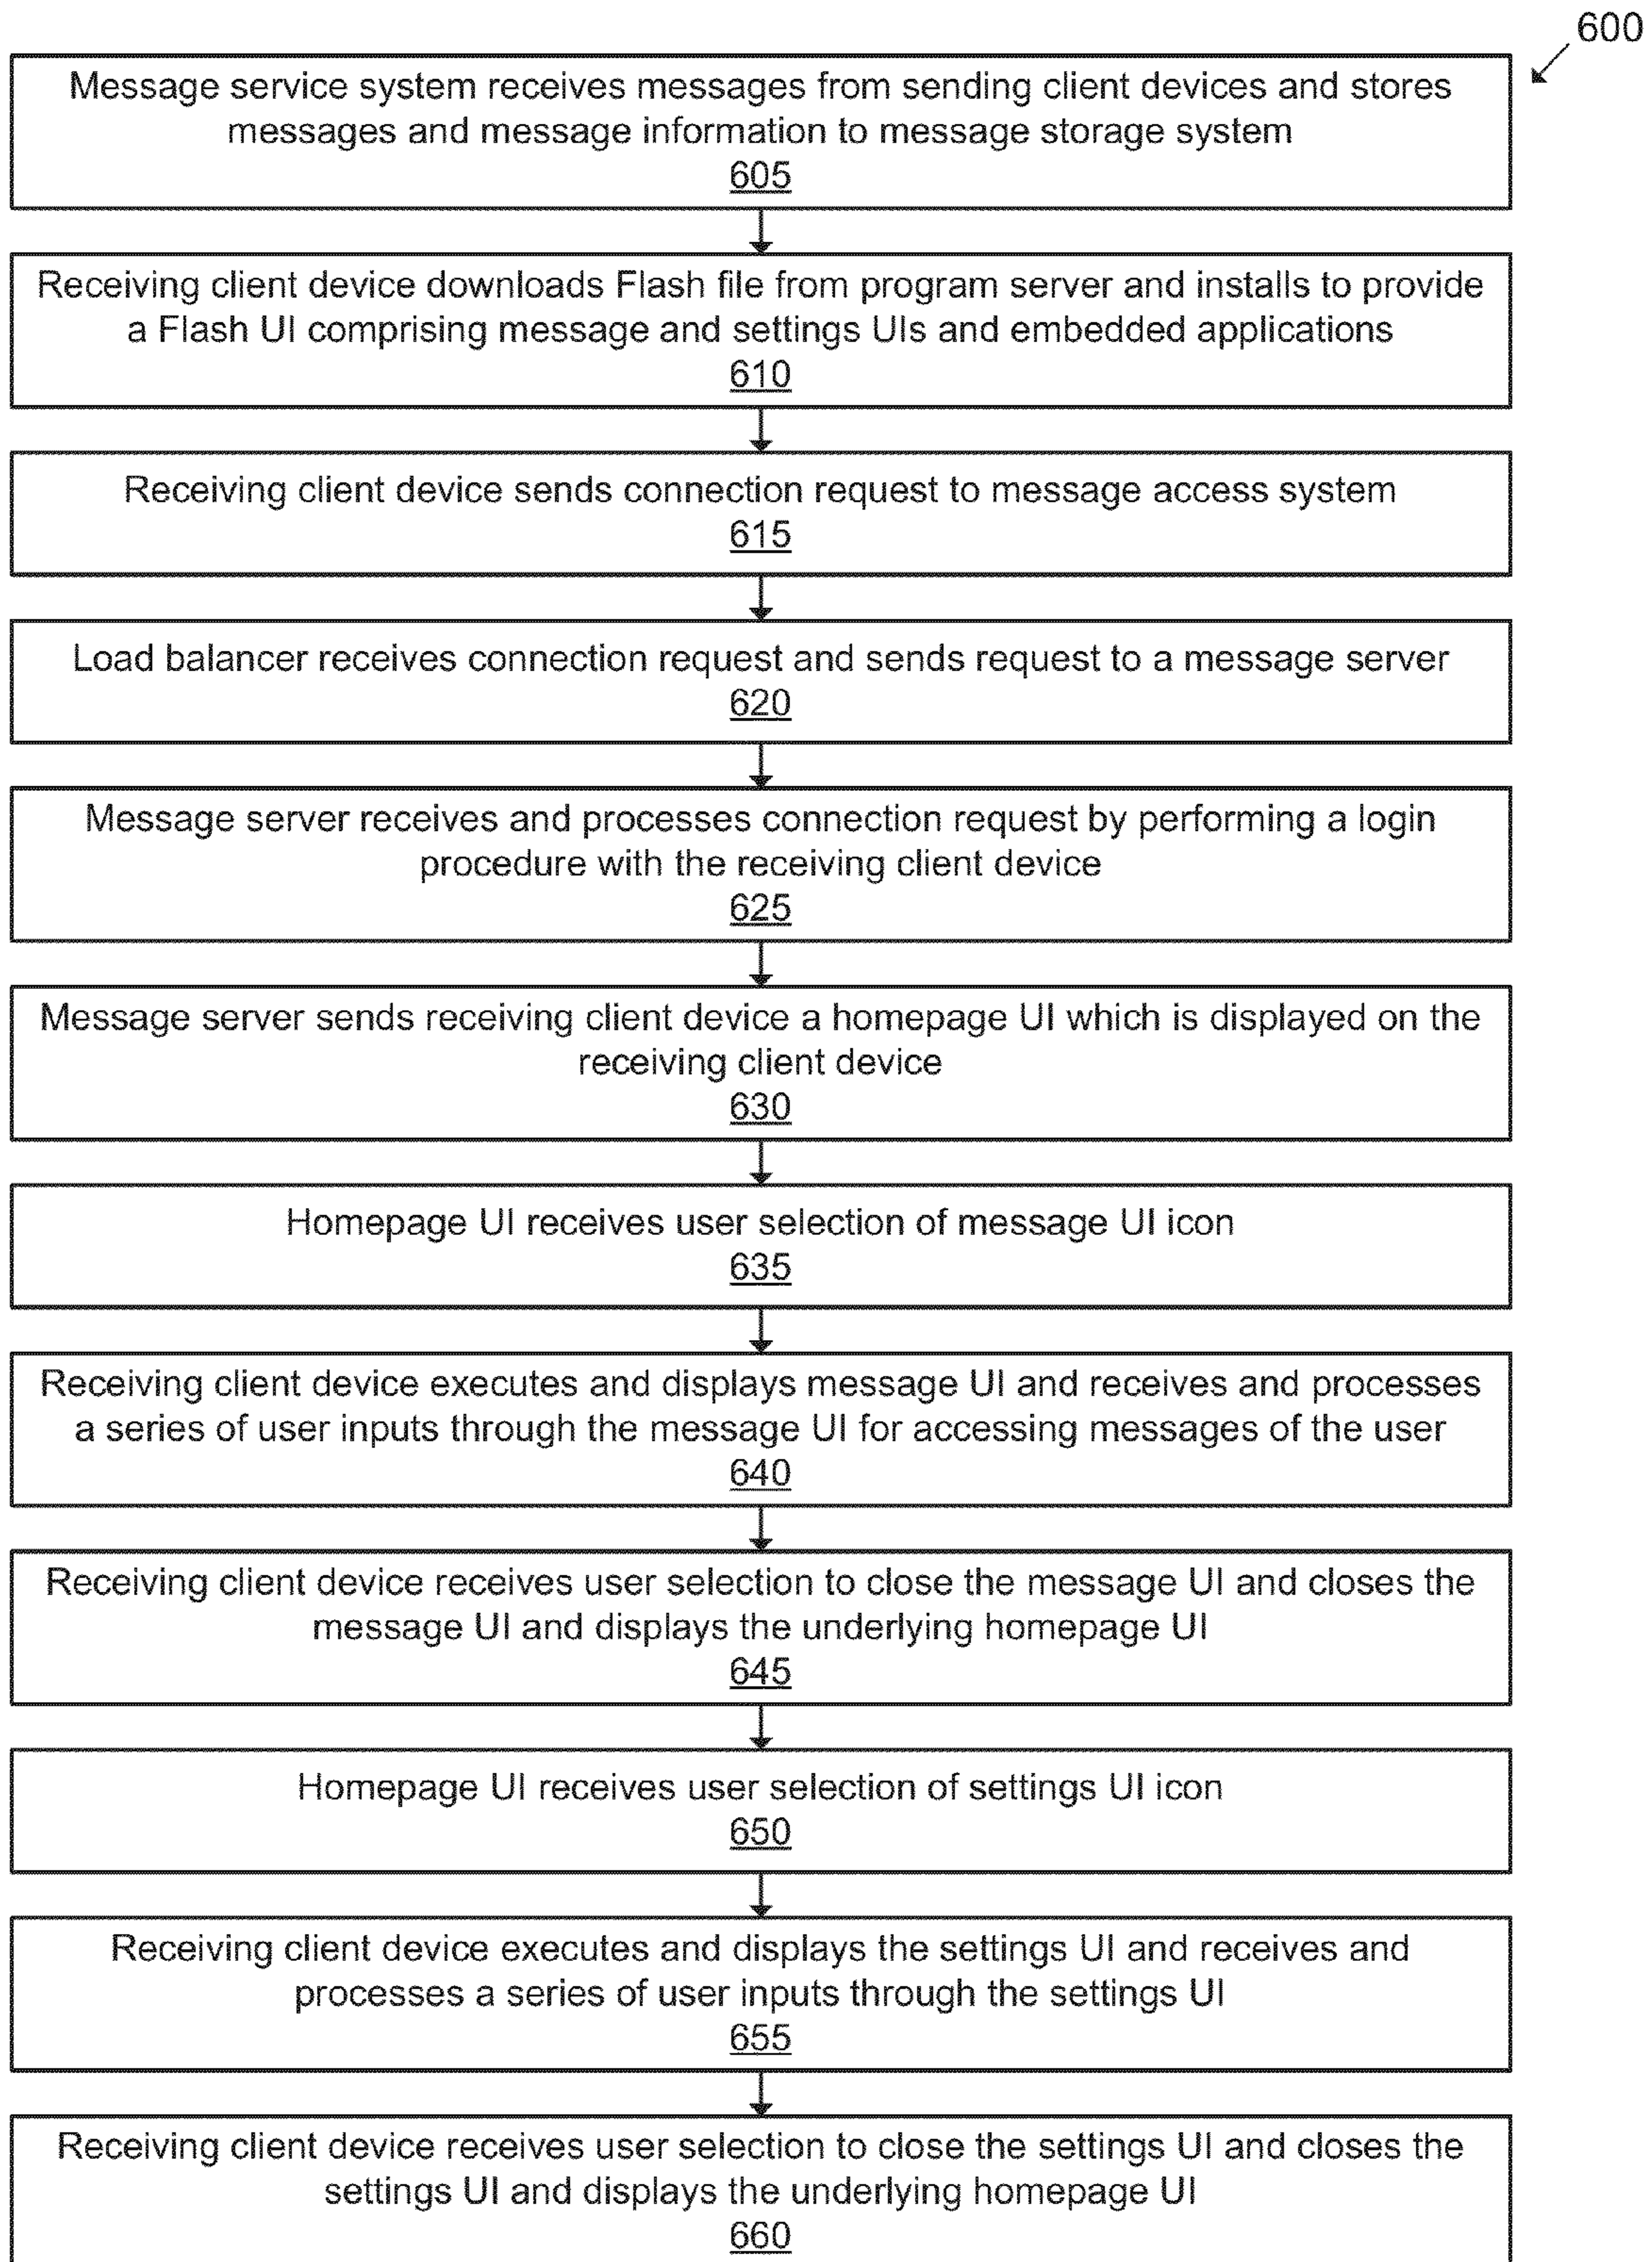 600
Message service system receives messages from sending client devices and stores
messages and message information to message storage system
605
Receiving client device downloads Flash file from program server and installs to provide
a Flash UI comprising message and settings UIs and embedded applications
610
Receiving client device sends connection request to message access system
615
Load balancer receives connection request and sends request to a message server
620
Message server receives and processes connection request by performing a login
procedure with the receiving client device
625
Message server sends receiving client device a homepage UI which is displayed on the
receiving client device
630
Homepage UI receives user selection of message UI icon
635
Receiving client device executes and displays message UI and receives and processes
a series of user inputs through the message UI for accessing messages of the user
640
Receiving client device receives user selection to close the message UI and closes the
message UI and displays the underlying homepage UI
645
Homepage UI receives user selection of settings UI icon
650
Receiving client device executes and displays the settings UI and receives and
processes a series of user inputs through the settings UI
655
Receiving client device receives user selection to close the settings UI and closes the
settings UI and displays the underlying homepage UI
660